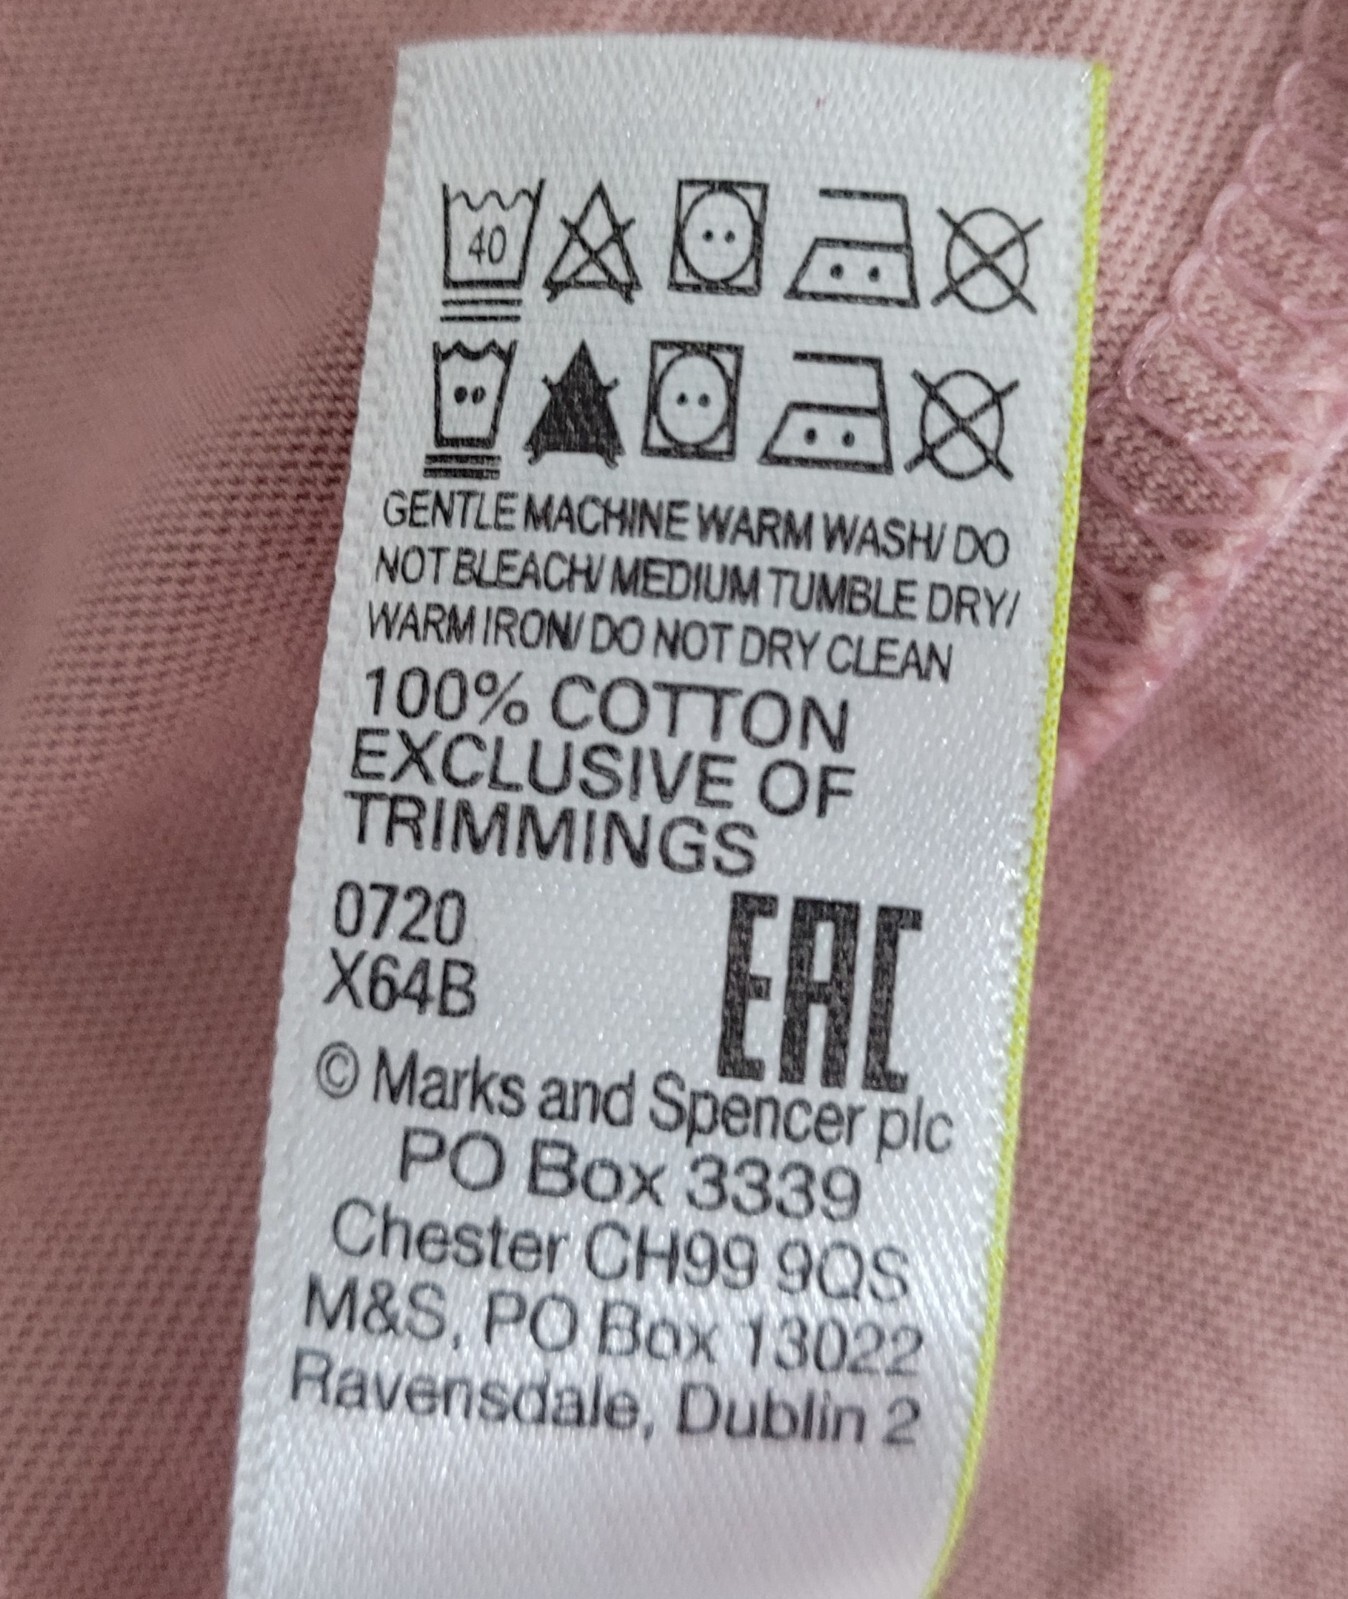 40
GENTLE MACHINE WARM WASH/ DO
NOT BLEACH/ MEDIUM TUMBLE DRY/
WARM IRON/ DO NOT DRY CLEAN
100% COTTON
EXCLUSIVE OF
TRIMMINGS
0720
X64B
EAC
© Marks and Spencer plc
PO Box 3339
Chester CH99 9QS
M&S, PO Box 13022
Ravensdale, Dublin 2